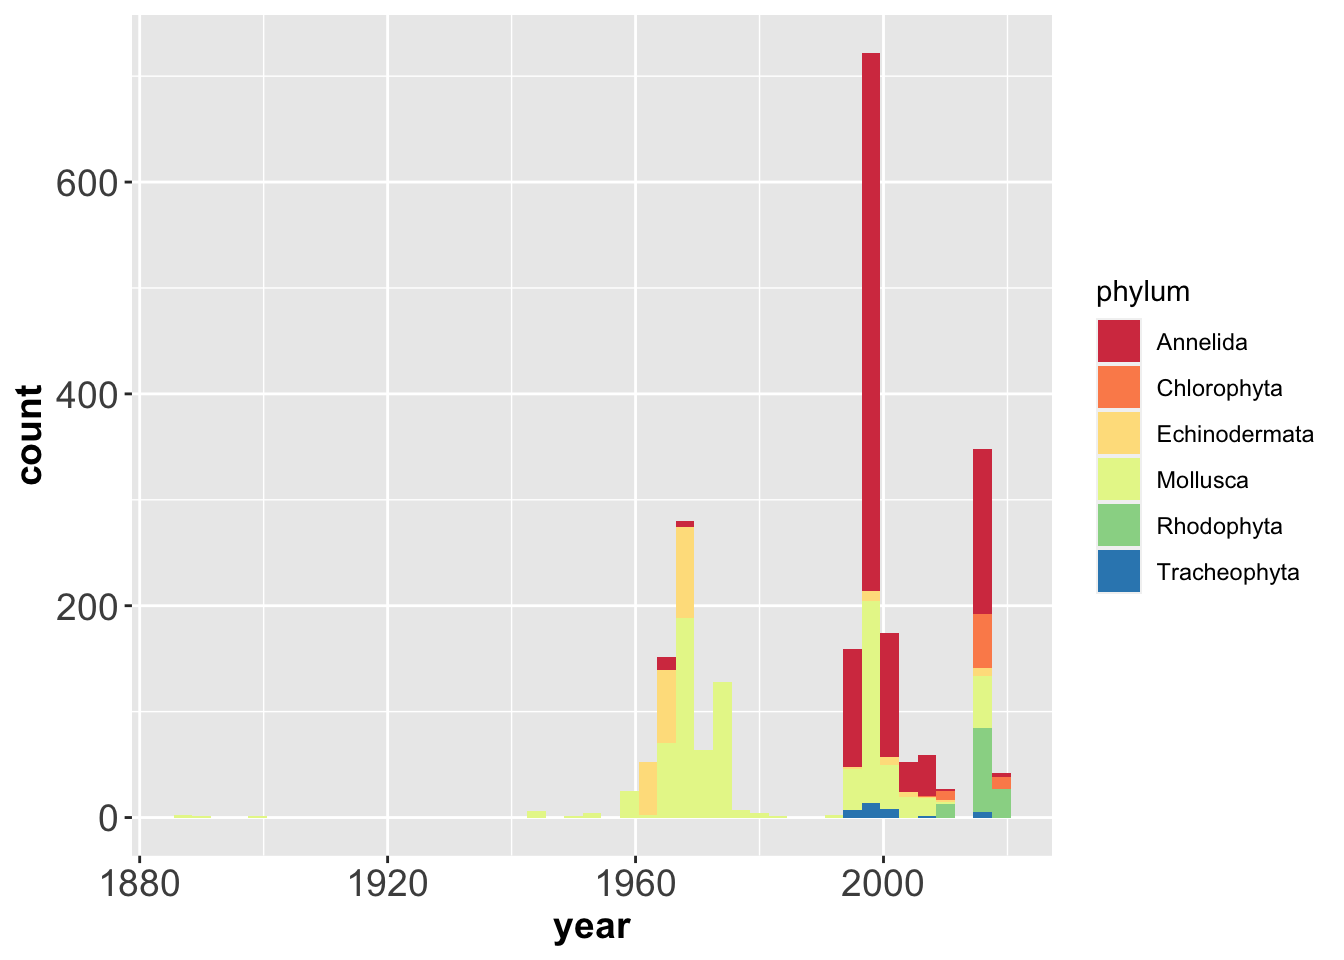 600
400
200
0
count
1880 1920 1960 2000
year
phylum
Annelida
Chlorophyta
Echinodermata
Mollusca
Rhodophyta
Tracheophyta